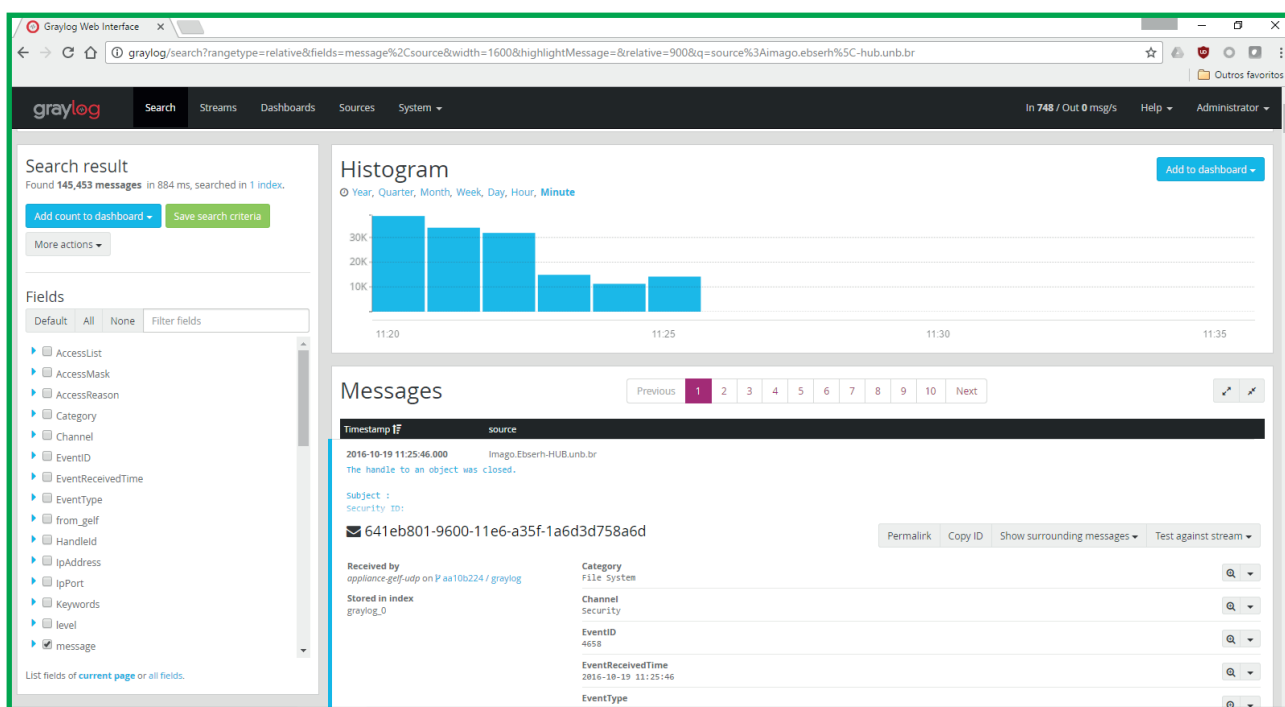 Graylog Web Interface
graylog/search?rangetype=relative&fields=message%2Csource&width=1600&highlightMessage=&relative=900&q=source%3Aimago.ebserh%5C-hub.unb.br
Outros favoritos
graylog Search Streams Dashboards Sources System In 748 / Out 0 msg/s Help Administrator
Search result
Found 145,453 messages in 884 ms, searched in 1 index.
Add count to dashboard Save search criteria
More actions
Fields
Default All None Filter fields
AccessList
AccessMask
AccessReason
Category
Channel
EventID
EventReceivedTime
EventType
from_gelf
HandleId
IpAddress
IpPort
Keywords
level
message
List fields of current page or all fields.
Histogram
Add to dashboard
Year, Quarter, Month, Week, Day, Hour, Minute
30K
20K
10K
11:20 11:25 11:30 11:35
Messages
Previous 1 2 3 4 5 6 7 8 9 10 Next
Timestamp source
2016-10-19 11:25:46.000 Imago.Ebserh-HUB.unb.br
The handle to an object was closed.
Subject :
Security ID:
641eb801-9600-11e6-a35f-1a6d3d758a6d
Permalink Copy ID Show surrounding messages Test against stream
Received by
appliance-gelf-udp on aa10b224 / graylog
Stored in index
graylog_0
Category
File System
Channel
Security
EventID
4658
EventReceivedTime
2016-10-19 11:25:46
EventType